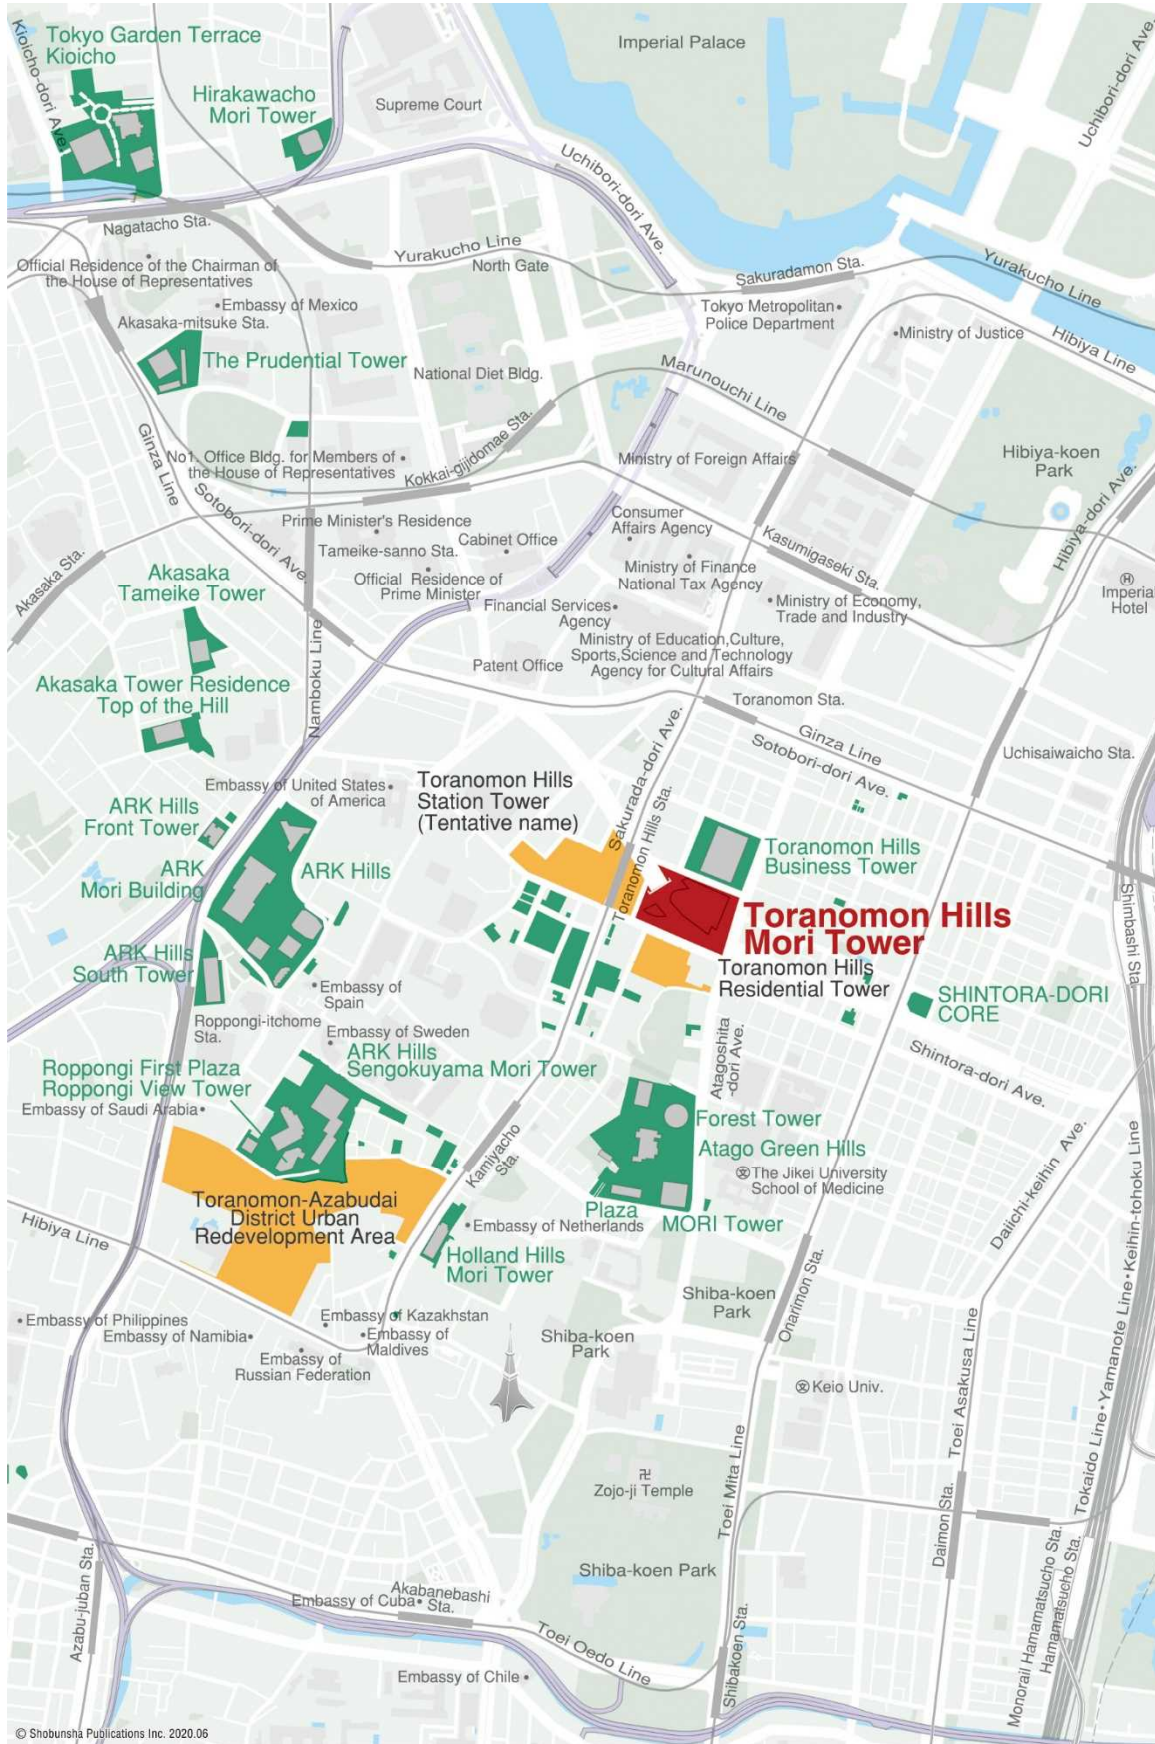 Tokyo Garden Terrace
Kioicho
Kioicho-dori Ave.
Hirakawacho
Mori Tower
Supreme Court
Imperial Palace
Uchibori-dori Ave.
Uchibori-dori Ave.
Nagatacho Sta.
Yurakucho Line
North Gate
Sakuradamon Sta.
Yurakucho Line
Official Residence of the Chairman of
the House of Representatives
Embassy of Mexico
Akasaka-mitsuke Sta.
Tokyo Metropolitan
Police Department
Ministry of Justice
Hibiya Line
The Prudential Tower
National Diet Bldg.
Marunouchi Line
Ginza Line
No1. Office Bldg. for Members of
the House of Representatives
Kokkai-gijidomae Sta.
Ministry of Foreign Affairs
Hibiya-koen
Park
Sotobori-dori Ave.
Hibiya-dori Ave.
Prime Minister's Residence
Tameike-sanno Sta.
Cabinet Office
Consumer
Affairs Agency
Kasumigaseki Sta.
Akasaka Sta.
Official Residence of
Prime Minister
Ministry of Finance
National Tax Agency
Imperial
Hotel
Akasaka
Tameike Tower
Financial Services
Agency
Ministry of Economy,
Trade and Industry
Namboku Line
Patent Office
Ministry of Education,Culture,
Sports,Science and Technology
Agency for Cultural Affairs
Akasaka Tower Residence
Top of the Hill
Toranomon Sta.
Ginza Line
Sotobori-dori Ave.
Uchisaiwaicho Sta.
Sakurada-dori Ave.
Embassy of United States
of America
Toranomon Hills
Station Tower
(Tentative name)
ARK Hills
Front Tower
Toranomon Hills Sta.
Toranomon Hills
Business Tower
ARK
Mori Building
ARK Hills
Shimbashi Sta.
Toranomon Hills
Mori Tower
ARK Hills
South Tower
Toranomon Hills
Residential Tower
Embassy of
Spain
SHINTORA-DORI
CORE
Roppongi-itchome
Sta.
Embassy of Sweden
Atagoshita
-dori Ave.
Shintora-dori Ave.
ARK Hills
Sengokuyama Mori Tower
Roppongi First Plaza
Roppongi View Tower
Embassy of Saudi Arabia
Forest Tower
Atago Green Hills
Kamiyacho
Sta.
文 The Jikei University
School of Medicine
Daiichi-keihin Ave.
Toranomon-Azabudai
District Urban
Redevelopment Area
Plaza
MORI Tower
Hibiya Line
Embassy of Netherlands
Holland Hills
Mori Tower
Onarimon Sta.
Shiba-koen
Park
Embassy of Philippines
Embassy of Namibia
Embassy of Kazakhstan
Embassy of
Maldives
Embassy of
Russian Federation
Shiba-koen
Park
文 Keio Univ.
Toei Asakusa Line
Tokaido Line・Yamanote Line・Keihin-tohoku Line
卍
Zojo-ji Temple
Toei Mita Line
Daimon Sta.
Shiba-koen Park
Azabu-juban Sta.
Akabanebashi
Sta.
Embassy of Cuba
Monorail Hamamatsucho Sta.
Hamamatsucho Sta.
Toei Oedo Line
Shibakoen Sta.
Embassy of Chile
© Shobunsha Publications Inc. 2020.06